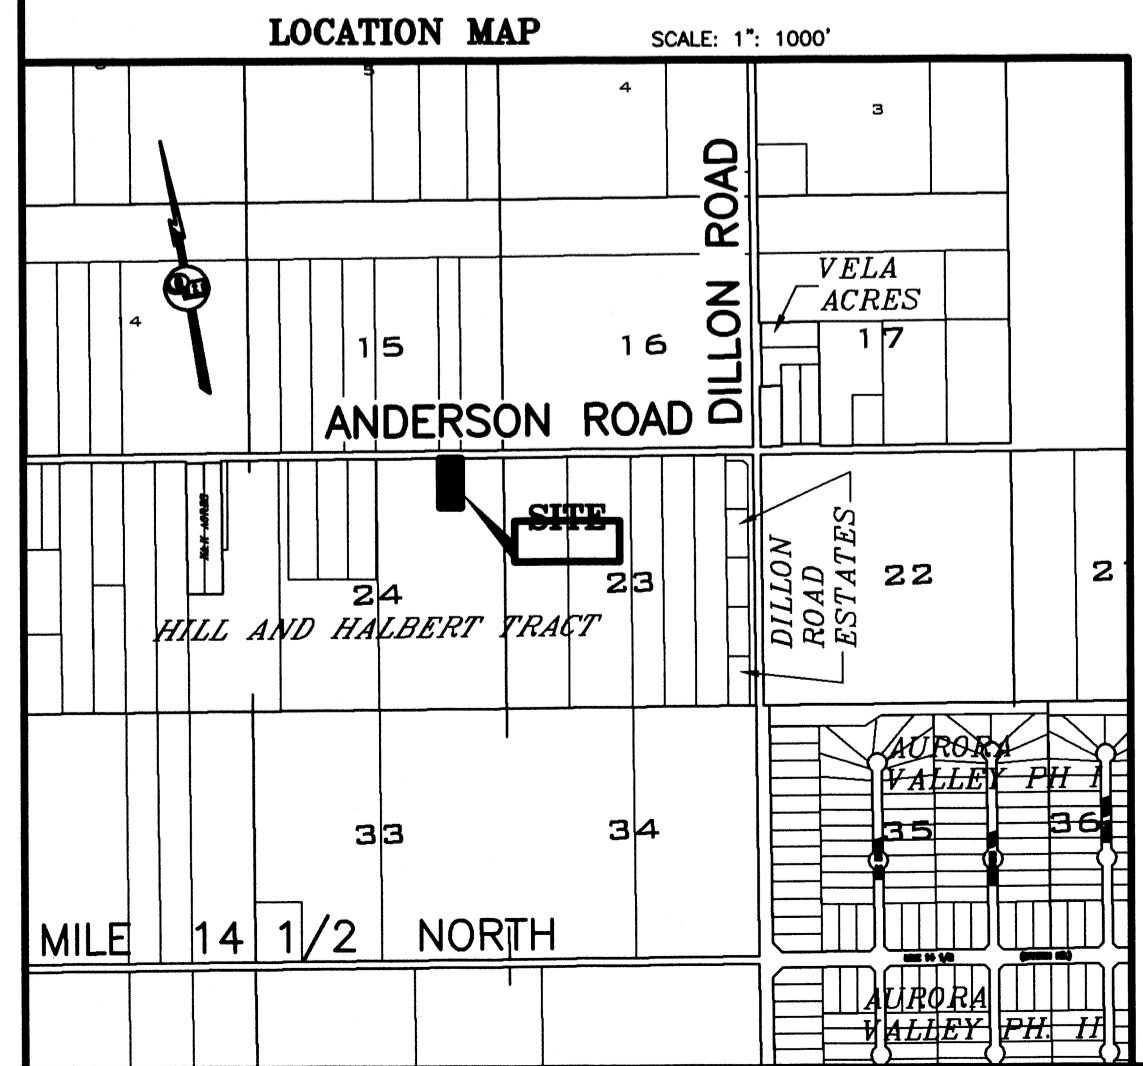 LOCATION MAP SCALE: 1": 1000'
5
4
3
DILLON ROAD
VELA
ACRES
4
15
16
17
ANDERSON ROAD
SITE
DILLON
ROAD
ESTATES
24
23
22
HILL AND HALBERT TRACT
AURORA
VALLEY PH I
33
34
35
36
MILE 14 1/2 NORTH
AURORA
VALLEY PH. II